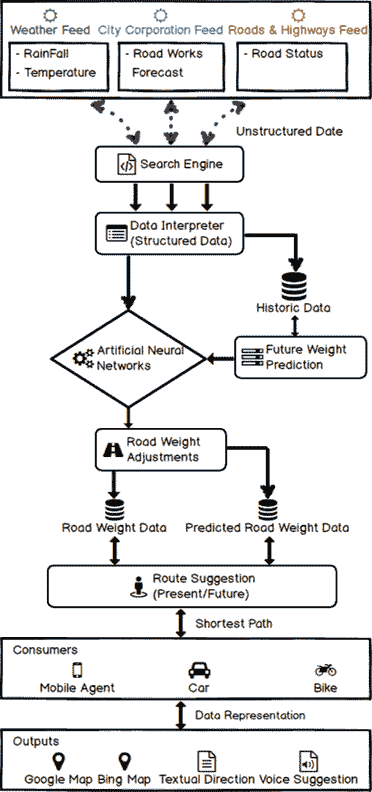 Weather Feed City Corporation Feed Roads & Highways Feed
- RainFall
- Temperature
- Road Works
Forecast
- Road Status
Unstructured Date
Search Engine
Data Interpreter
(Structured Data)
Historic Data
Artificial Neural
Networks
Future Weight
Prediction
Road Weight
Adjustments
Road Weight Data
Predicted Road Weight Data
Route Suggestion
(Present/Future)
Shortest Path
Consumers
Mobile Agent Car Bike
Data Representation
Outputs
Google Map Bing Map Textual Direction Voice Suggestion